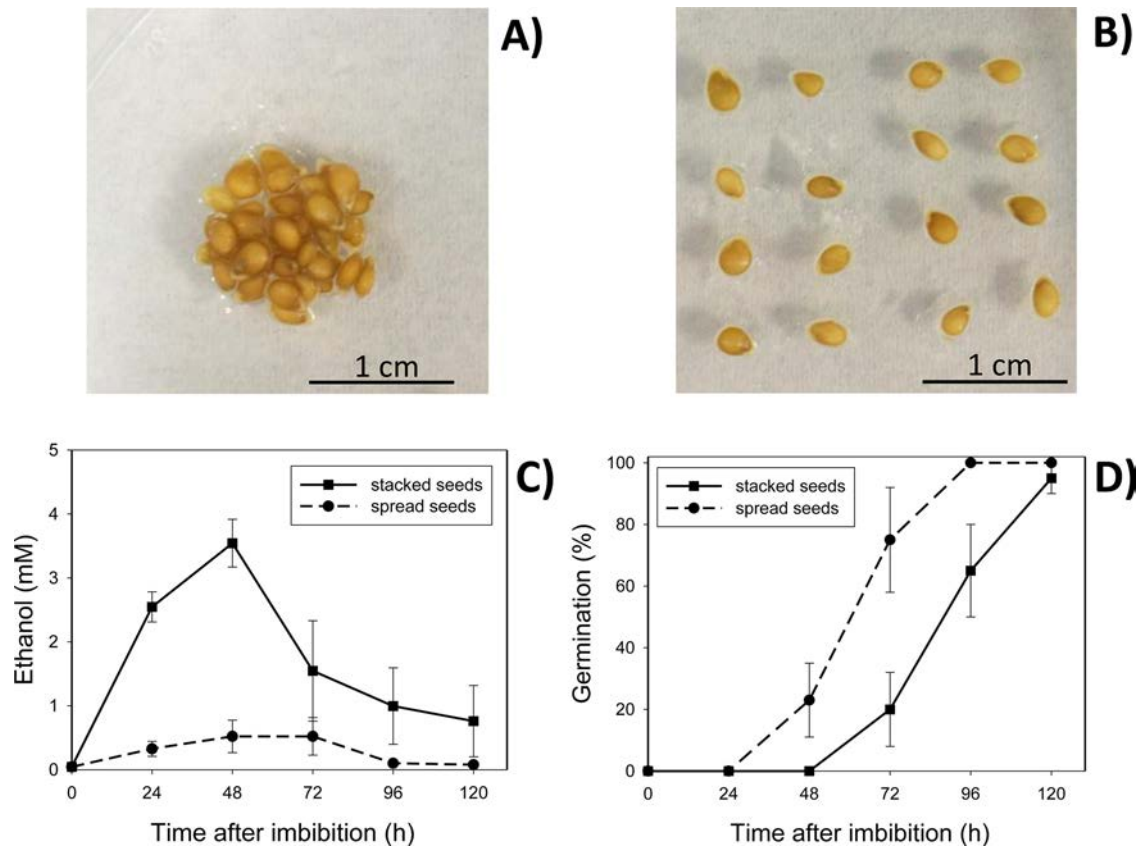 A)
B)
1 cm
1 cm
C)
5
4
3
2
1
0
Ethanol (mM)
stacked seeds
spread seeds
0 24 48 72 96 120
Time after imbibition (h)
D)
100
80
60
40
20
0
Germination (%)
stacked seeds
spread seeds
0 24 48 72 96 120
Time after imbibition (h)